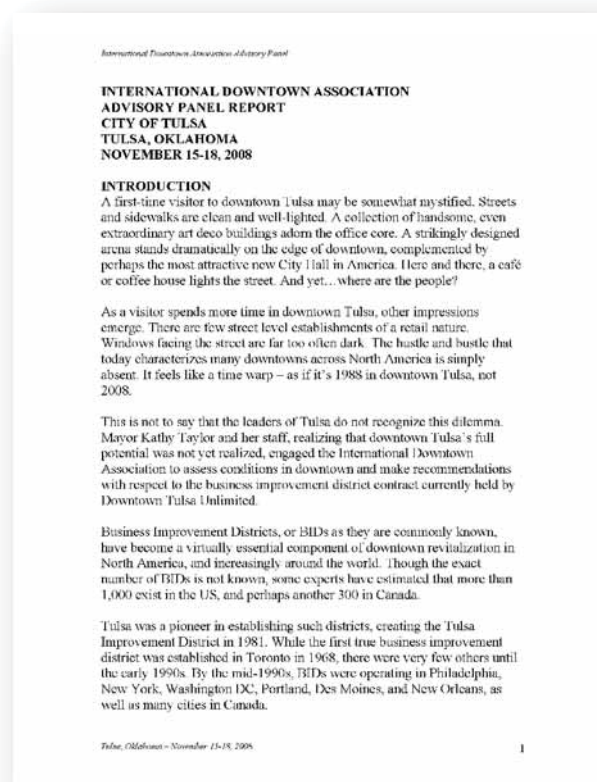 International Downtown Association Advisory Panel
INTERNATIONAL DOWNTOWN ASSOCIATION
ADVISORY PANEL REPORT
CITY OF TULSA
TULSA, OKLAHOMA
NOVEMBER 15-18, 2008
INTRODUCTION
A first-time visitor to downtown Tulsa may be somewhat mystified. Streets
and sidewalks are clean and well-lighted. A collection of handsome, even
extraordinary art deco buildings adorn the office core. A strikingly designed
arena stands dramatically on the edge of downtown, complemented by
perhaps the most attractive new City Hall in America. Here and there, a café
or coffee house lights the street. And yet…where are the people?
As a visitor spends more time in downtown Tulsa, other impressions
emerge. There are few street level establishments of a retail nature.
Windows facing the street are far too often dark. The hustle and bustle that
today characterizes many downtowns across North America is simply
absent. It feels like a time warp – as if it's 1988 in downtown Tulsa, not
2008.
This is not to say that the leaders of Tulsa do not recognize this dilemma.
Mayor Kathy Taylor and her staff, realizing that downtown Tulsa's full
potential was not yet realized, engaged the International Downtown
Association to assess conditions in downtown and make recommendations
with respect to the business improvement district contract currently held by
Downtown Tulsa Unlimited.
Business Improvement Districts, or BIDs as they are commonly known,
have become a virtually essential component of downtown revitalization in
North America, and increasingly around the world. Though the exact
number of BIDs is not known, some experts have estimated that more than
1,000 exist in the US, and perhaps another 300 in Canada.
Tulsa was a pioneer in establishing such districts, creating the Tulsa
Improvement District in 1981. While the first true business improvement
district was established in Toronto in 1968, there were very few others until
the early 1990s. By the mid-1990s, BIDs were operating in Philadelphia,
New York, Washington DC, Portland, Des Moines, and New Orleans, as
well as many cities in Canada.
Tulsa, Oklahoma – November 15-18, 2008
1